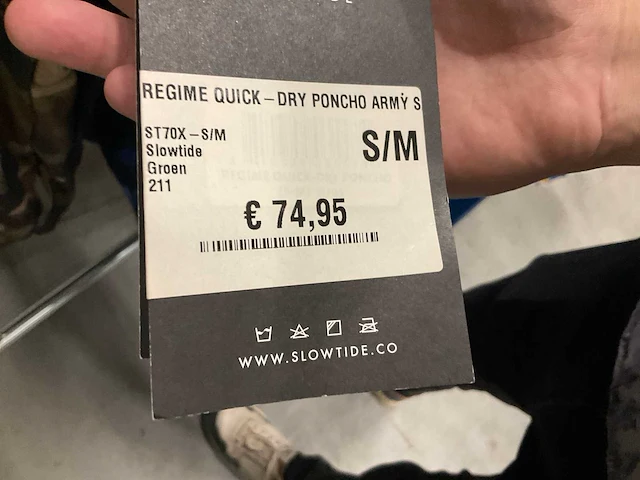 REGIME QUICK-DRY PONCHO ARMY S
ST70X-S/M
S/M
Slowtide
Groen
211
€ 74,95
WWW.SLOWTIDE.CO